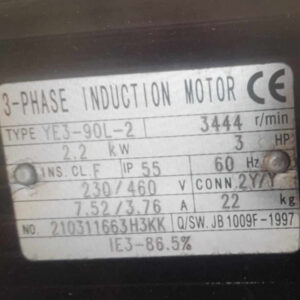 3-PHASE INDUCTION MOTOR CE
TYPE YE3-90L-2 3444 r/min
2.2 kW 3 HP
INS.CL F IP 55 60 Hz
230/460 V CONN. 2Y/Y
7.52/3.76 A 22 kg
NO. 210311663H3KK Q/SW.JB1009F-1997
IE3-86.5%